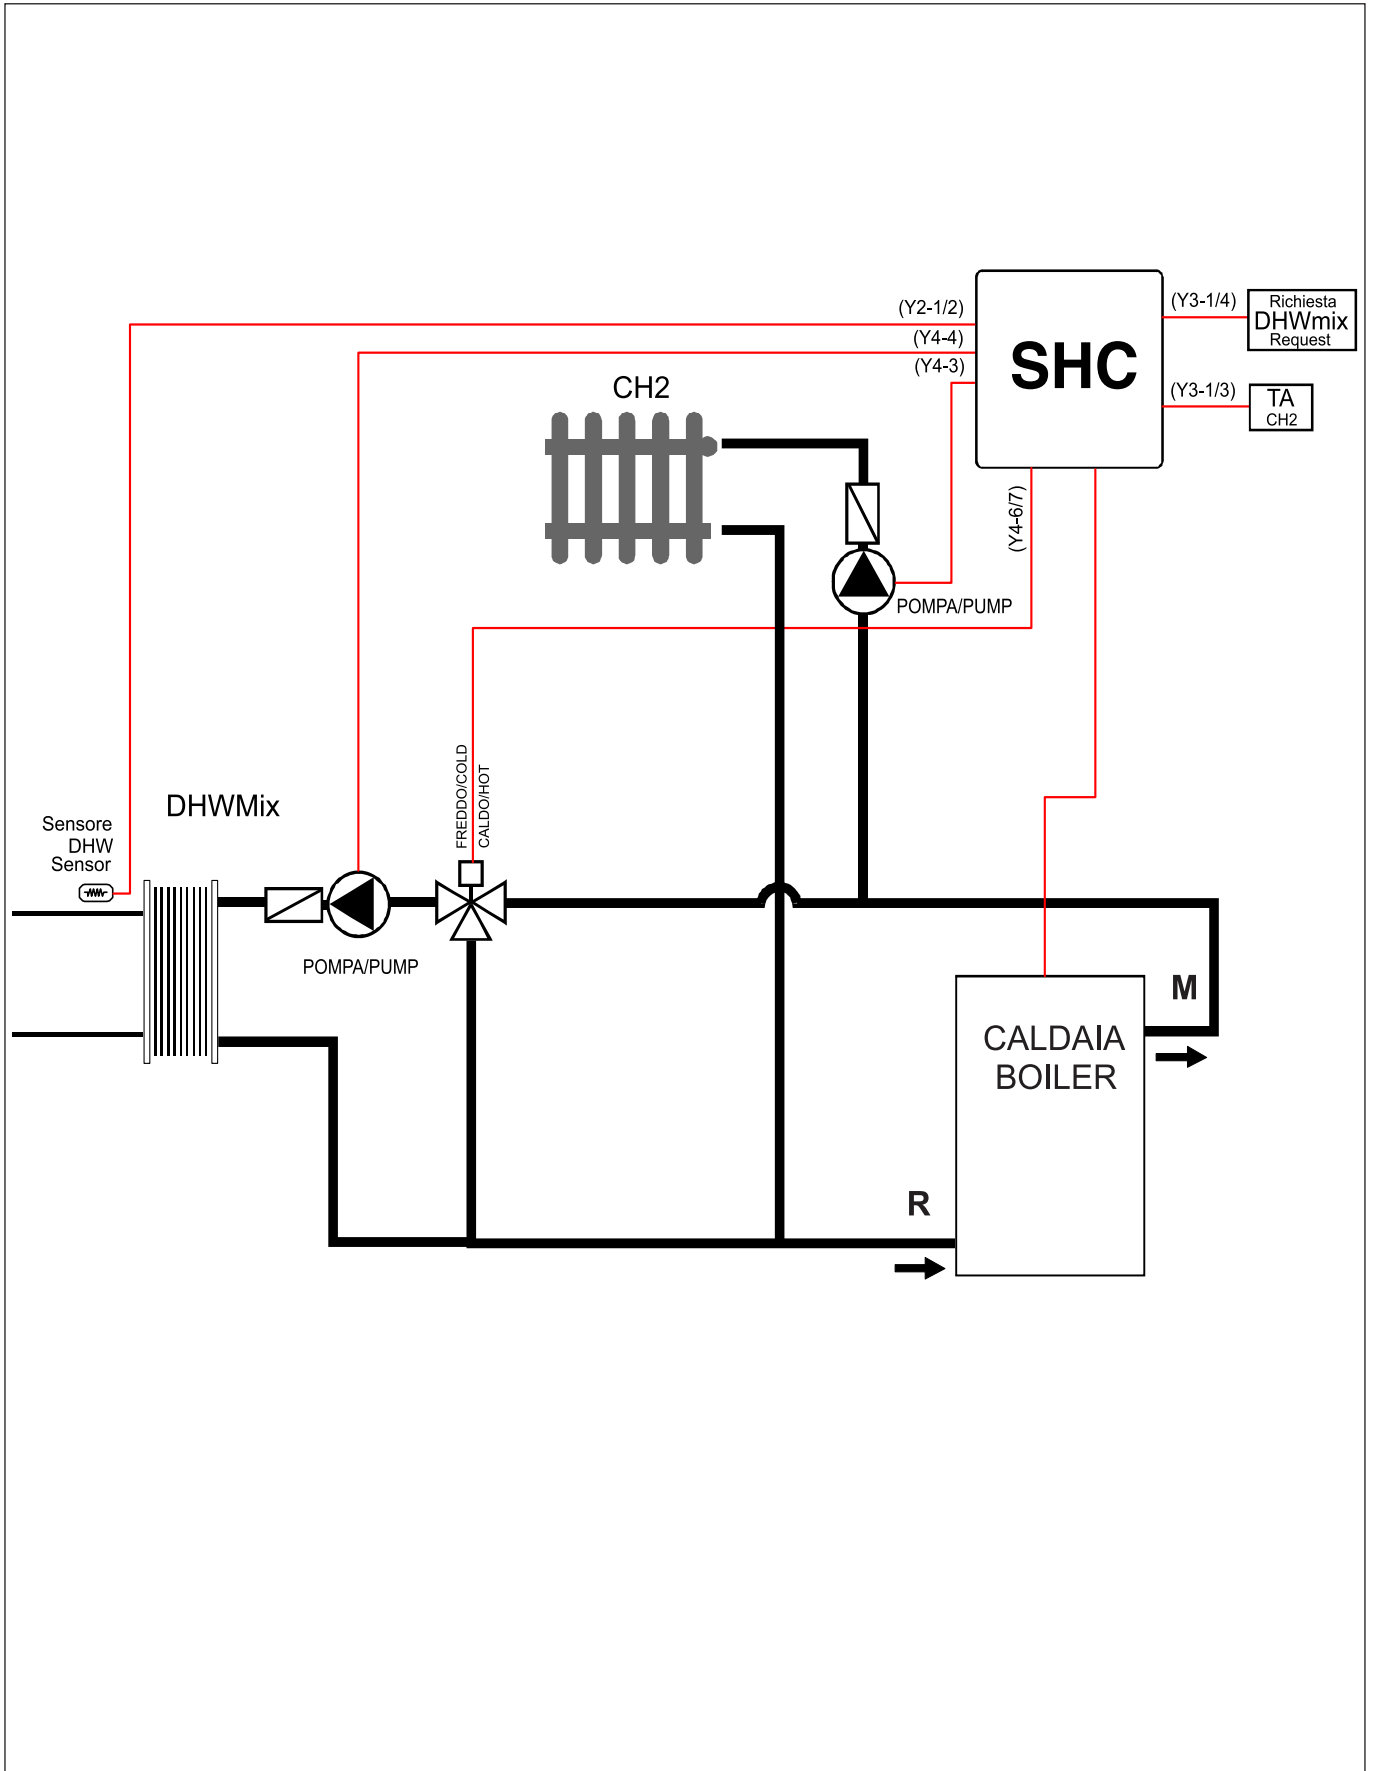 (Y2-1/2)
(Y4-4)
(Y4-3)
SHC
(Y3-1/4)
Richiesta
DHWmix
Request
(Y3-1/3)
TA
CH2
CH2
(Y4-6/7)
POMPA/PUMP
FREDDO/COLD
CALDO/HOT
DHWMix
Sensore
DHW
Sensor
POMPA/PUMP
M
CALDAIA
BOILER
R